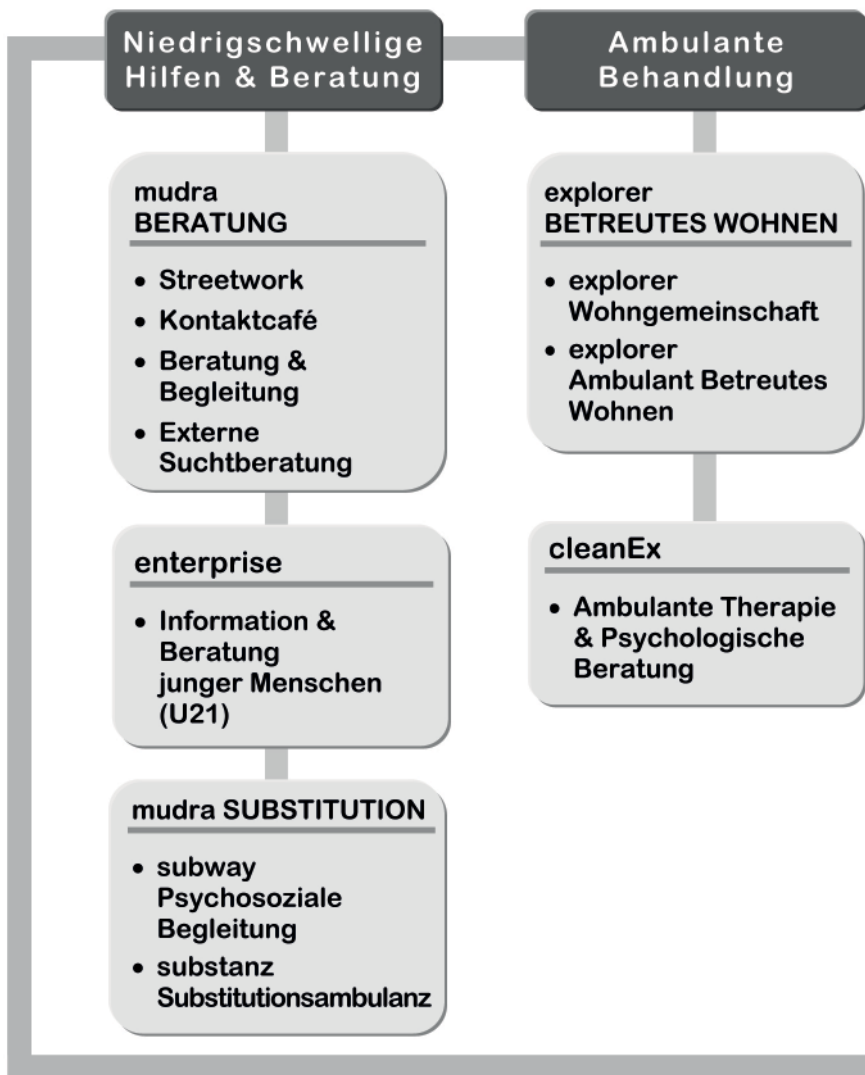 Niedrigschwellige
Hilfen & Beratung
mudra
BERATUNG
• Streetwork
• Kontaktcafé
• Beratung &
Begleitung
• Externe
Suchtberatung
enterprise
• Information &
Beratung
junger Menschen
(U21)
mudra SUBSTITUTION
• subway
Psychosoziale
Begleitung
• substanz
Substitutionsambulanz
Ambulante
Behandlung
explorer
BETREUTES WOHNEN
• explorer
Wohngemeinschaft
• explorer
Ambulant Betreutes
Wohnen
cleanEx
• Ambulante Therapie
& Psychologische
Beratung